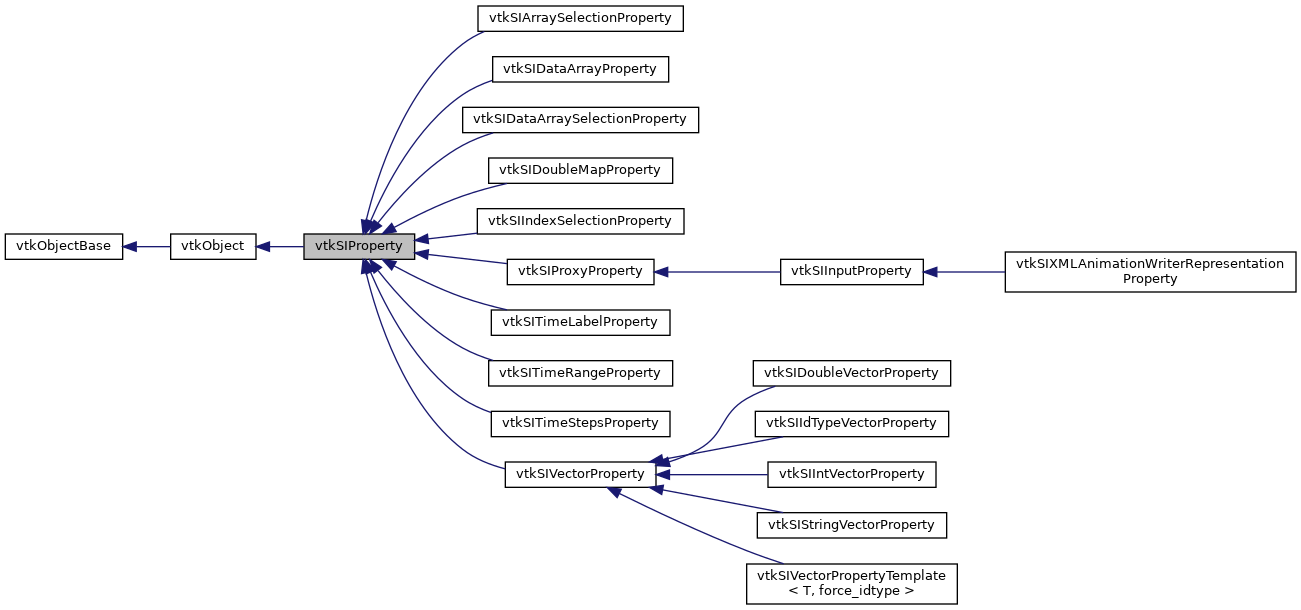 vtkSIArraySelectionProperty
vtkSIDataArrayProperty
vtkSIDataArraySelectionProperty
vtkSIDoubleMapProperty
vtkSIIndexSelectionProperty
vtkObjectBase
vtkObject
vtkSIProperty
vtkSIProxyProperty
vtkSIInputProperty
vtkSIXMLAnimationWriterRepresentation
Property
vtkSITimeLabelProperty
vtkSITimeRangeProperty
vtkSIDoubleVectorProperty
vtkSITimeStepsProperty
vtkSIIdTypeVectorProperty
vtkSIVectorProperty
vtkSIIntVectorProperty
vtkSIStringVectorProperty
vtkSIVectorPropertyTemplate
< T, force_idtype >